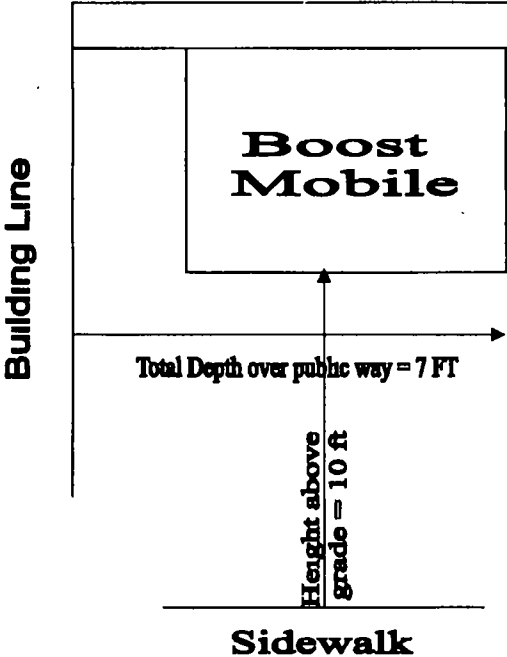 Boost
Mobile
Building Line
Total Depth over public way = 7 FT
Height above
grade = 10 ft
Sidewalk